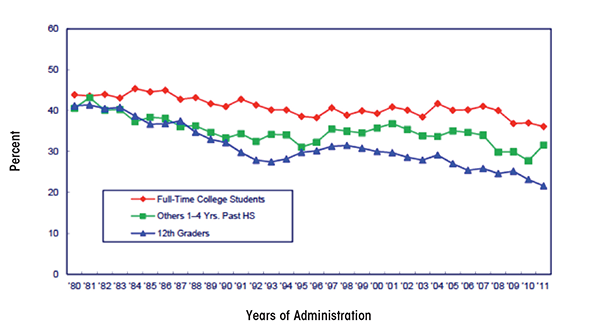 60
50
40
30
20
10
0
Percent
Full-Time College Students
Others 1–4 Yrs. Past HS
12th Graders
'80 '81 '82 '83 '84 '85 '86 '87 '88 '89 '90 '91 '92 '93 '94 '95 '96 '97 '98 '99 '00 '01 '02 '03 '04 '05 '06 '07 '08 '09 '10 '11
Years of Administration